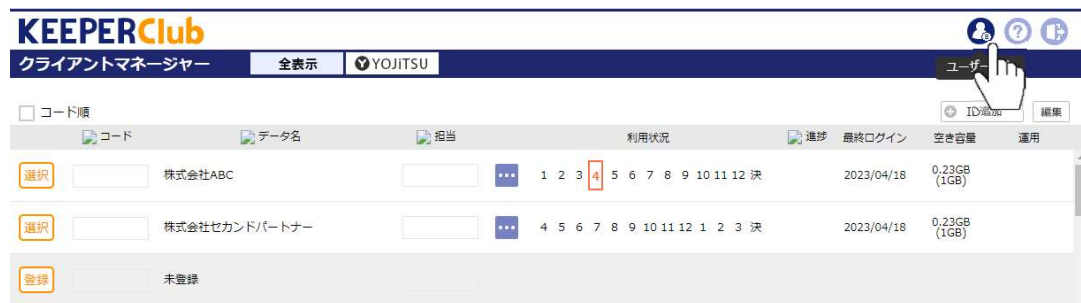 KEEPERClub
クライアントマネージャー 全表示 YOJiTSU
ユーザー
コード順 ID追加 編集
コード データ名 担当 利用状況 進捗 最終ログイン 空き容量 運用
選択 株式会社ABC 1 2 3 4 5 6 7 8 9 10 11 12 決 2023/04/18 0.23GB
(1GB)
選択 株式会社セカンドパートナー 4 5 6 7 8 9 10 11 12 1 2 3 決 2023/04/18 0.23GB
(1GB)
登録 未登録